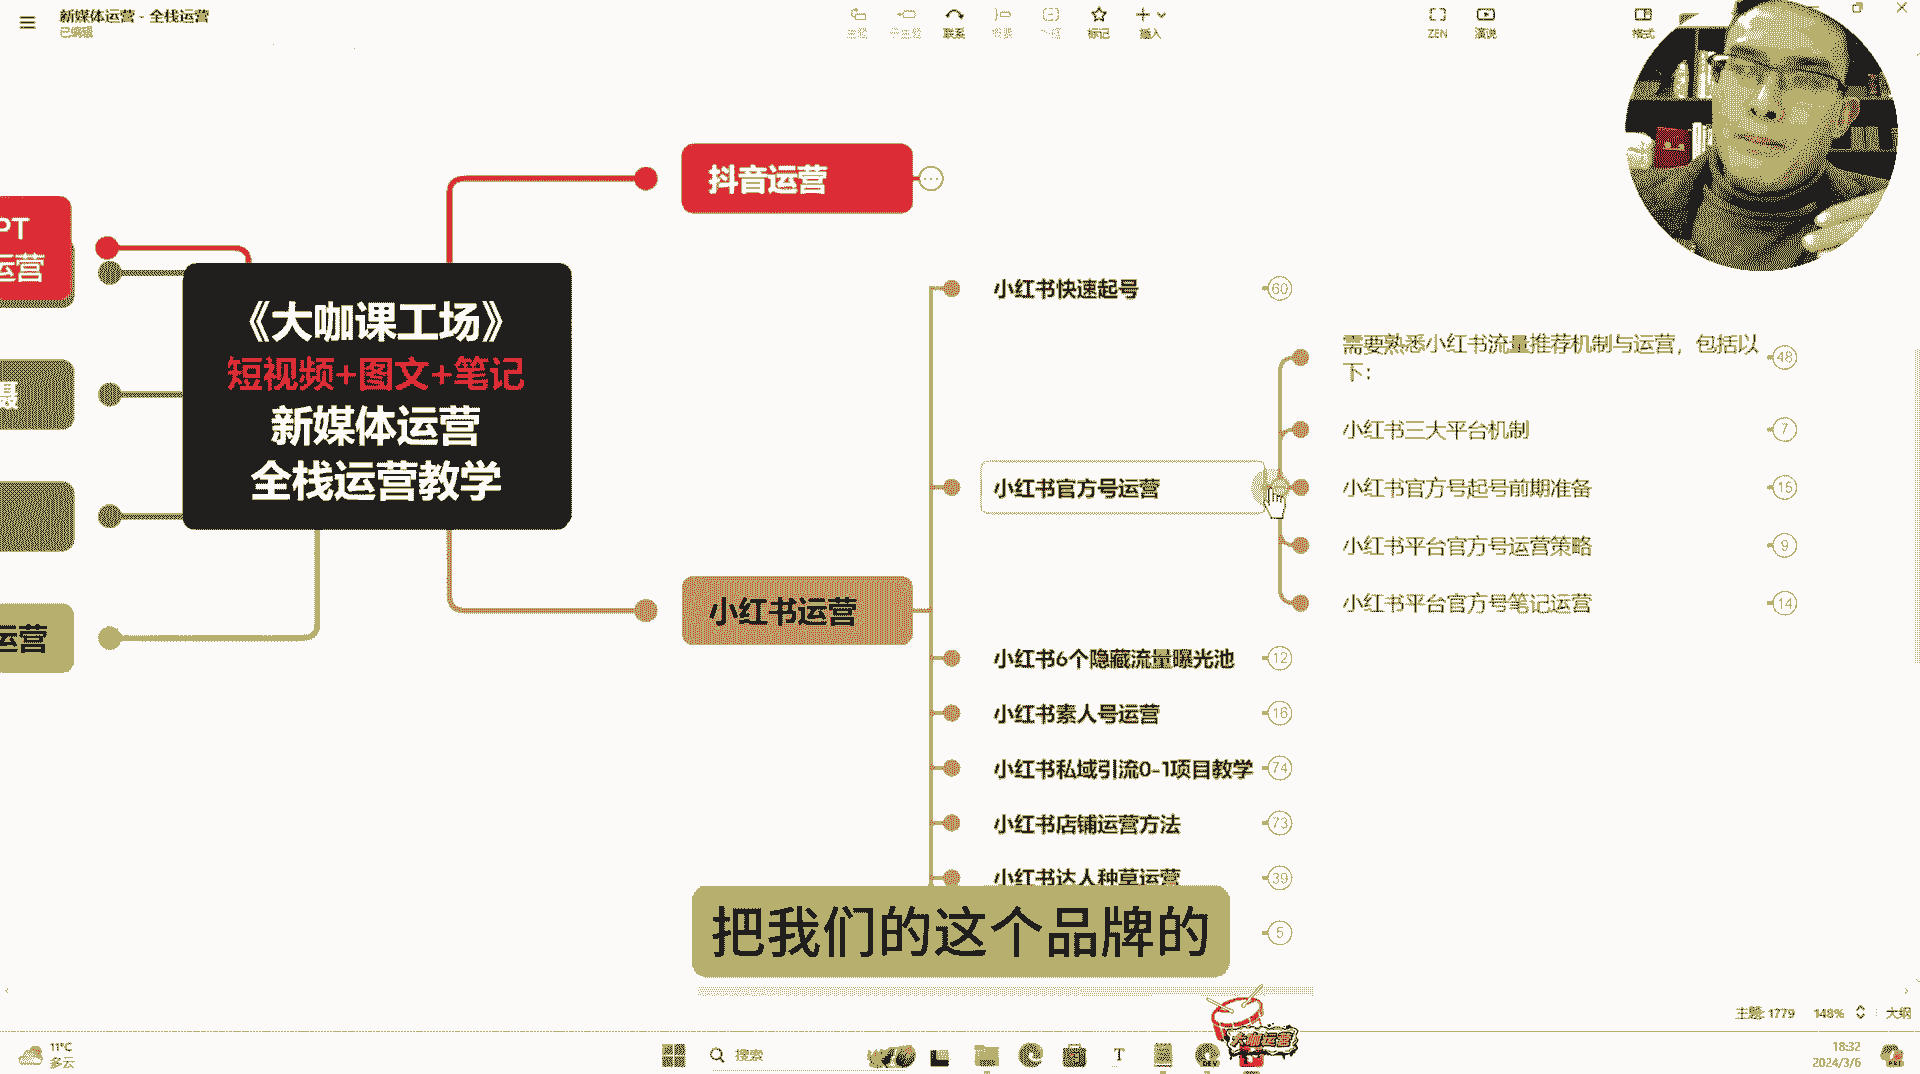 新媒体运营 - 全栈运营
已编辑
主题
子主题
联系
概要
外框
标记
插入
ZEN
演说
格式
PT
运营
摄
运营
《大咖课工场》
短视频+图文+笔记
新媒体运营
全栈运营教学
抖音运营
小红书运营
小红书快速起号
60
小红书官方号运营
需要熟悉小红书流量推荐机制与运营，包括以
下：
48
小红书三大平台机制
7
小红书官方号起号前期准备
15
小红书平台官方号运营策略
9
小红书平台官方号笔记运营
14
小红书6个隐藏流量曝光池
12
小红书素人号运营
16
小红书私域引流0-1项目教学
74
小红书店铺运营方法
73
小红书达人种草运营
39
5
把我们的这个品牌的
主题: 1779
148%
大纲
大咖运营
11°C
多云
搜索
18:32
2024/3/6